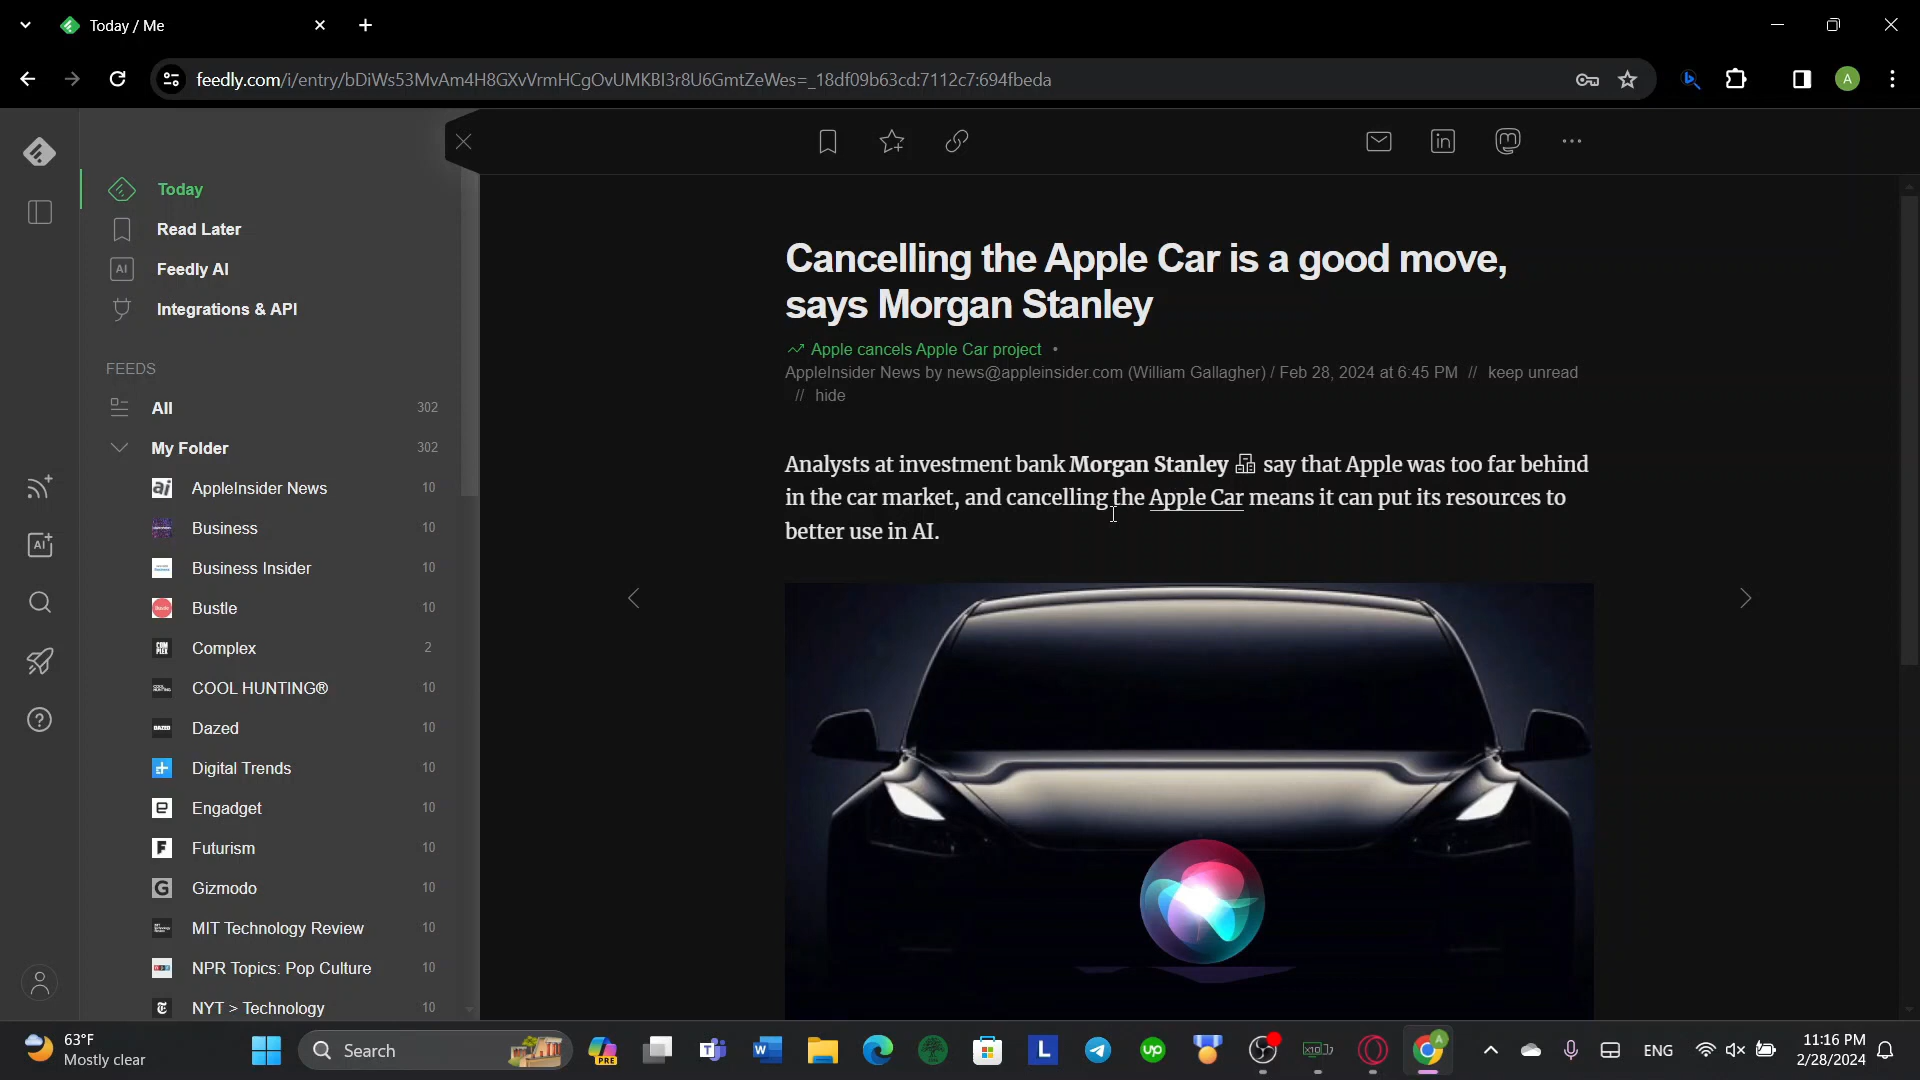 Today / Me
feedly.com/i/entry/bDiWs53MvAm4H8GXvVrmHCgOvUMKBI3r8U6GmtZeWes=_18df09b63cd:7112c7:694fbeda
A
Today
Read Later
AI Feedly AI
Integrations & API
FEEDS
All 302
My Folder 302
ai AppleInsider News 10
Business 10
Business Insider 10
Bustle 10
Complex 2
COOL HUNTING® 10
DAZED Dazed 10
Digital Trends 10
Engadget 10
F Futurism 10
G Gizmodo 10
MIT Technology Review 10
NPR Topics: Pop Culture 10
NYT > Technology 10
AI
Cancelling the Apple Car is a good move,
says Morgan Stanley
Apple cancels Apple Car project •
AppleInsider News by news@appleinsider.com (William Gallagher) / Feb 28, 2024 at 6:45 PM // keep unread
// hide
Analysts at investment bank Morgan Stanley say that Apple was too far behind
in the car market, and cancelling the Apple Car means it can put its resources to
better use in AI.
63°F
Mostly clear
Search
PRE
L
up
A
ENG
11:16 PM
2/28/2024